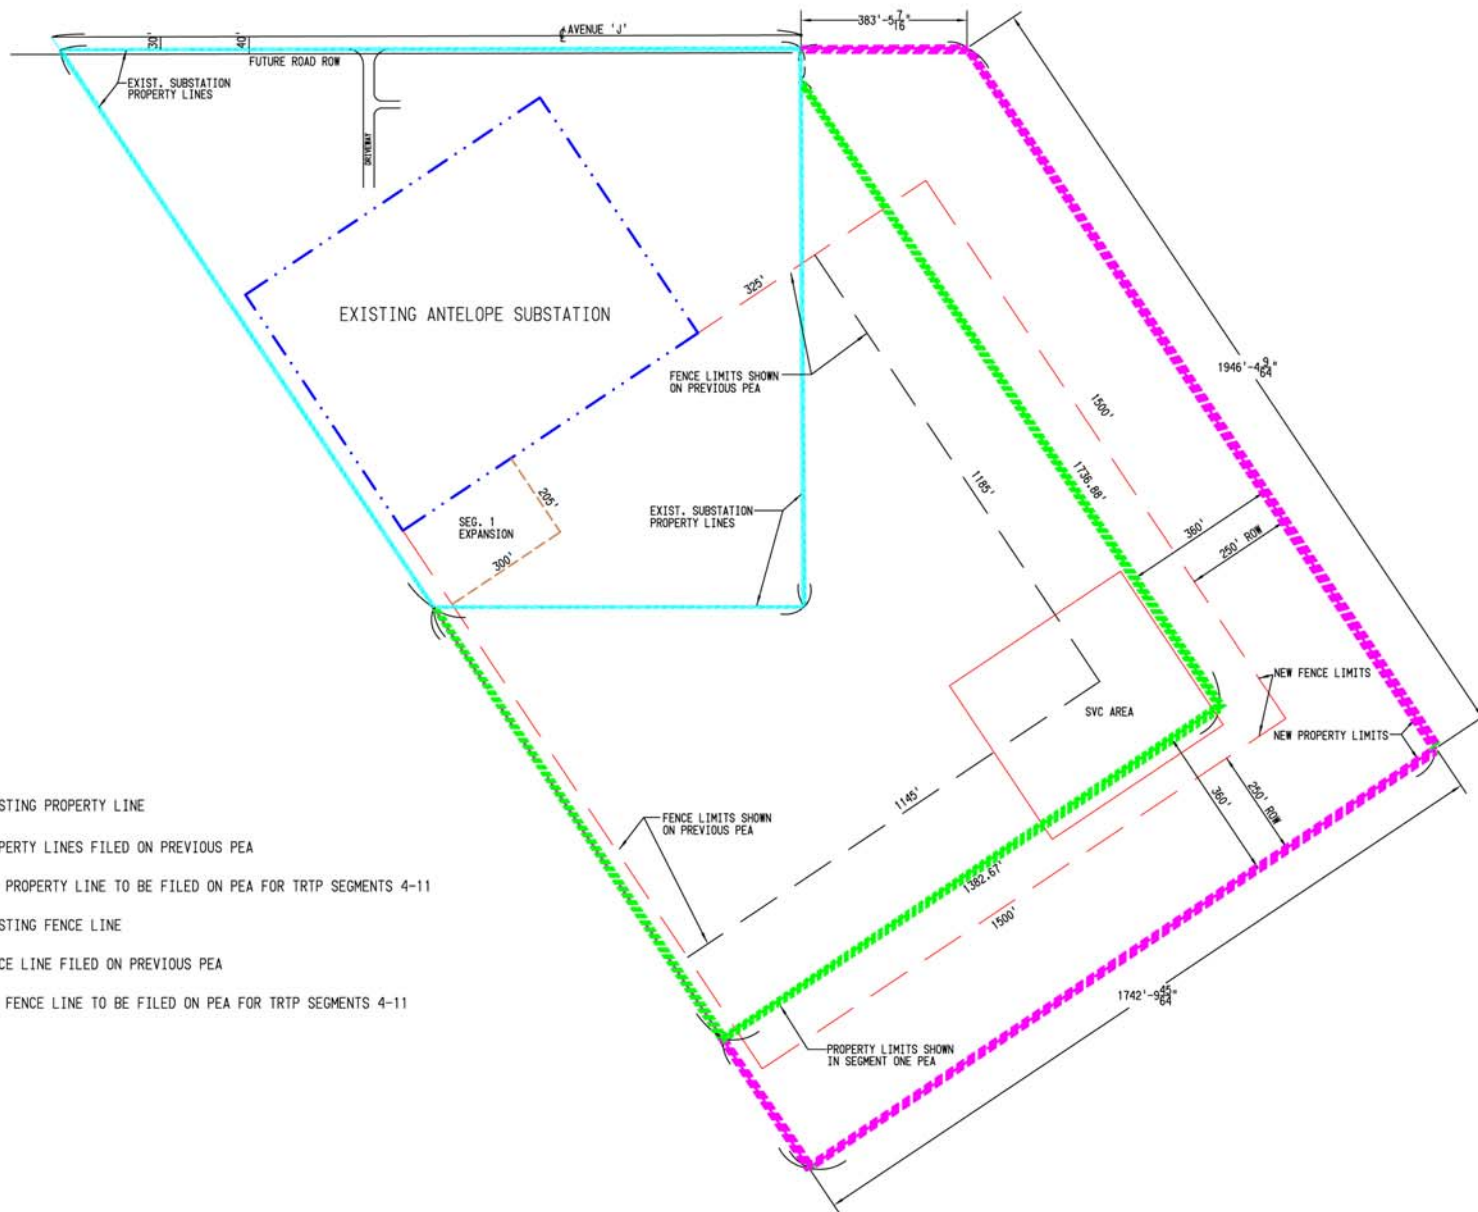 383'-5 7/16"
AVENUE 'J'
30'
40'
FUTURE ROAD ROW
EXIST. SUBSTATION
PROPERTY LINES
DRIVEWAY
EXISTING ANTELOPE SUBSTATION
325'
FENCE LIMITS SHOWN
ON PREVIOUS PEA
1946'-4 9/64"
1500'
1185'
1736.88'
205'
SEG. 1
EXPANSION
300'
EXIST. SUBSTATION
PROPERTY LINES
360'
250' ROW
NEW FENCE LIMITS
SVC AREA
NEW PROPERTY LIMITS
1145'
360'
250' ROW
FENCE LIMITS SHOWN
ON PREVIOUS PEA
1382.67'
1500'
1742'-9 45/64"
PROPERTY LIMITS SHOWN
IN SEGMENT ONE PEA
STING PROPERTY LINE
PERTY LINES FILED ON PREVIOUS PEA
PROPERTY LINE TO BE FILED ON PEA FOR TRTP SEGMENTS 4-11
STING FENCE LINE
CE LINE FILED ON PREVIOUS PEA
FENCE LINE TO BE FILED ON PEA FOR TRTP SEGMENTS 4-11